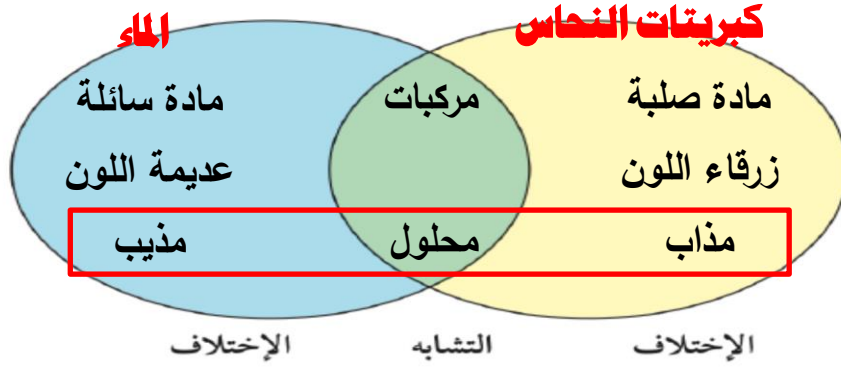 كبريتات النحاس
الماء
مادة صلبة
مركبات
مادة سائلة
زرقاء اللون
عديمة اللون
مذاب
محلول
مذيب
الإختلاف
التشابه
الإختلاف